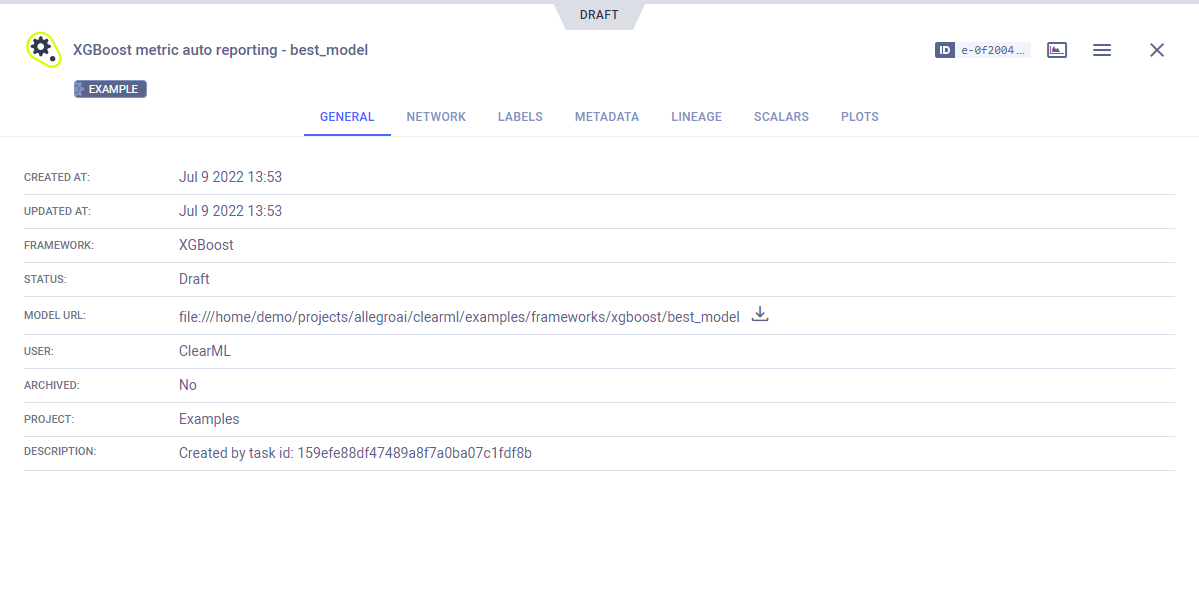 DRAFT
XGBoost metric auto reporting - best_model
ID e-0f2004...
EXAMPLE
GENERAL NETWORK LABELS METADATA LINEAGE SCALARS PLOTS
CREATED AT: Jul 9 2022 13:53
UPDATED AT: Jul 9 2022 13:53
FRAMEWORK: XGBoost
STATUS: Draft
MODEL URL: file:///home/demo/projects/allegroai/clearml/examples/frameworks/xgboost/best_model
USER: ClearML
ARCHIVED: No
PROJECT: Examples
DESCRIPTION: Created by task id: 159efe88df47489a8f7a0ba07c1fdf8b